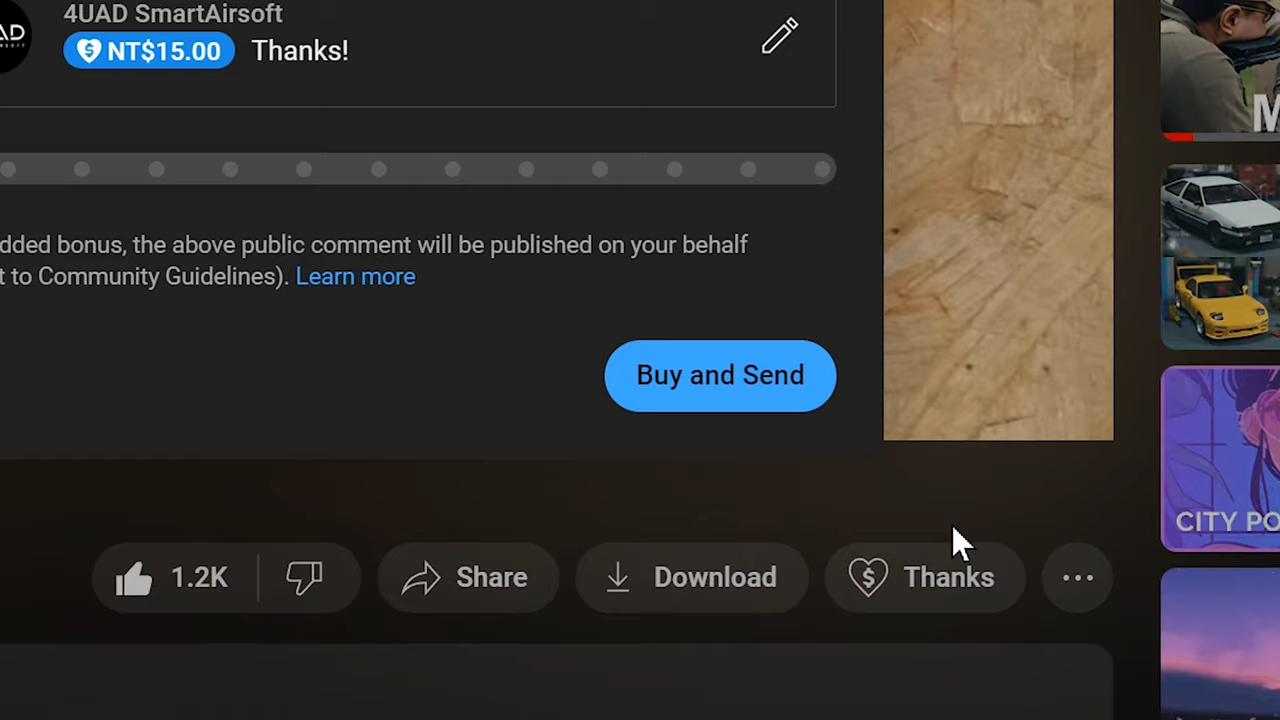 4UAD SmartAirsoft
NT$15.00 Thanks!
dded bonus, the above public comment will be published on your behalf
t to Community Guidelines). Learn more
Buy and Send
CITY PO
1.2K Share Download Thanks